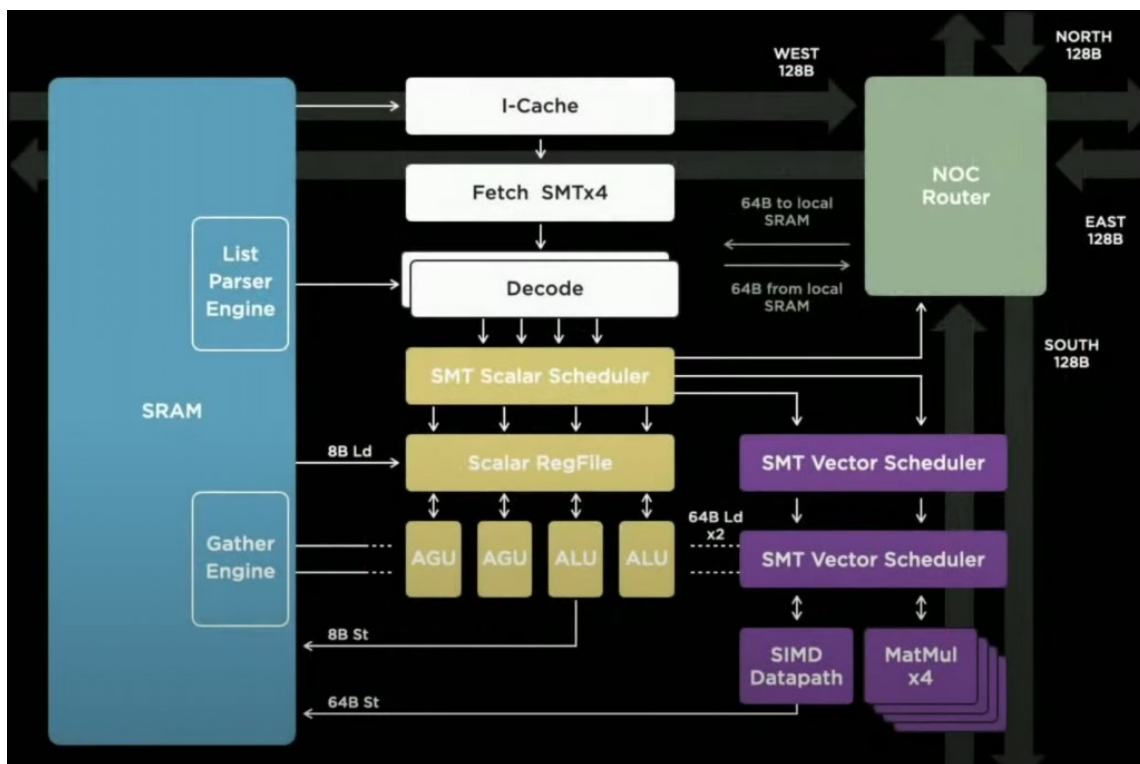 NORTH
128B
WEST
128B
I-Cache
NOC
Router
Fetch SMTx4
64B to local
SRAM
EAST
128B
List
Parser
Engine
Decode
64B from local
SRAM
SOUTH
128B
SMT Scalar Scheduler
SRAM
8B Ld
Scalar RegFile
SMT Vector Scheduler
64B Ld
x2
Gather
Engine
AGU
AGU
ALU
ALU
SMT Vector Scheduler
8B St
SIMD
Datapath
MatMul
x4
64B St